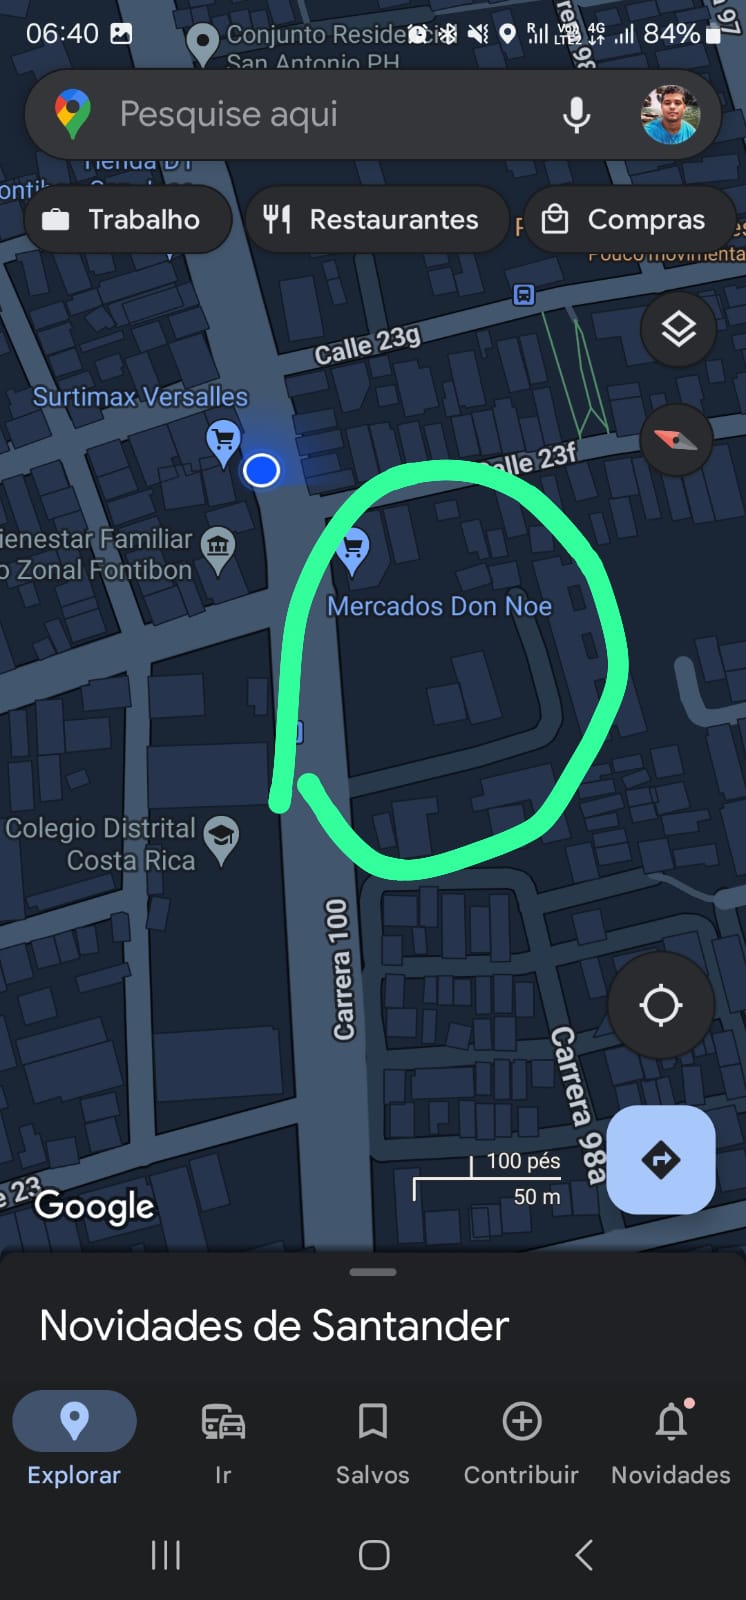 06:40
84%
Conjunto Reside
San Antonio PH
Pesquise aqui
Trabalho
Restaurantes
Compras
Calle 23g
Surtimax Versalles
alle 23f
ienestar Familiar
o Zonal Fontibon
Mercados Don Noe
Colegio Distrital
Costa Rica
Carrera 100
Carrera 98a
100 pés
50 m
e 23
Google
Novidades de Santander
Explorar
Ir
Salvos
Contribuir
Novidades